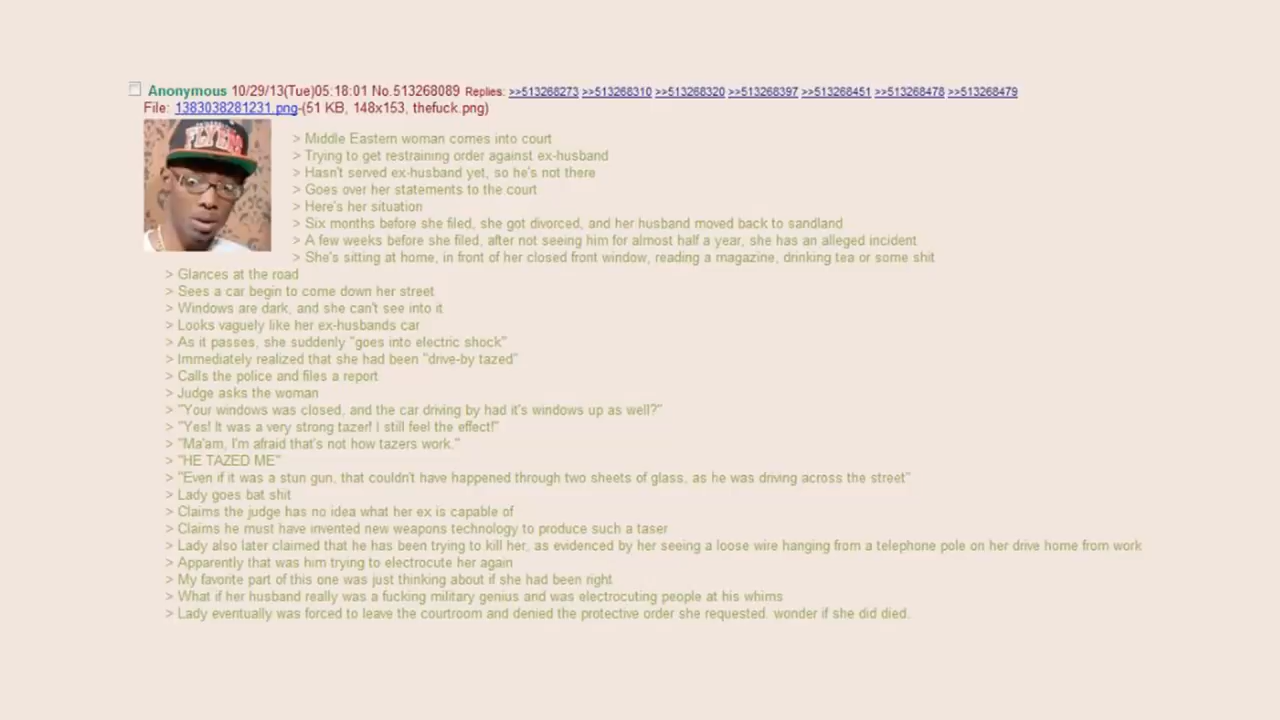 Anonymous 10/29/13(Tue)05:18:01 No.513268089 Replies: >>513268273 >>513268310 >>513268320 >>513268397 >>513268451 >>513268478 >>513268479
File: 1383038281231.png-(51 KB, 148x153, thefuck.png)
> Middle Eastern woman comes into court
> Trying to get restraining order against ex-husband
> Hasn't served ex-husband yet, so he's not there
> Goes over her statements to the court
> Here's her situation
> Six months before she filed, she got divorced, and her husband moved back to sandland
> A few weeks before she filed, after not seeing him for almost half a year, she has an alleged incident
> She's sitting at home, in front of her closed front window, reading a magazine, drinking tea or some shit
> Glances at the road
> Sees a car begin to come down her street
> Windows are dark, and she can't see into it
> Looks vaguely like her ex-husbands car
> As it passes, she suddenly "goes into electric shock"
> Immediately realized that she had been "drive-by tazed"
> Calls the police and files a report
> Judge asks the woman
> "Your windows was closed, and the car driving by had it's windows up as well?"
> "Yes! It was a very strong tazer! I still feel the effect!"
> "Ma'am, I'm afraid that's not how tazers work."
> "HE TAZED ME"
> "Even if it was a stun gun, that couldn't have happened through two sheets of glass, as he was driving across the street"
> Lady goes bat shit
> Claims the judge has no idea what her ex is capable of
> Claims he must have invented new weapons technology to produce such a taser
> Lady also later claimed that he has been trying to kill her, as evidenced by her seeing a loose wire hanging from a telephone pole on her drive home from work
> Apparently that was him trying to electrocute her again
> My favorite part of this one was just thinking about if she had been right
> What if her husband really was a fucking military genius and was electrocuting people at his whims
> Lady eventually was forced to leave the courtroom and denied the protective order she requested. wonder if she did died.